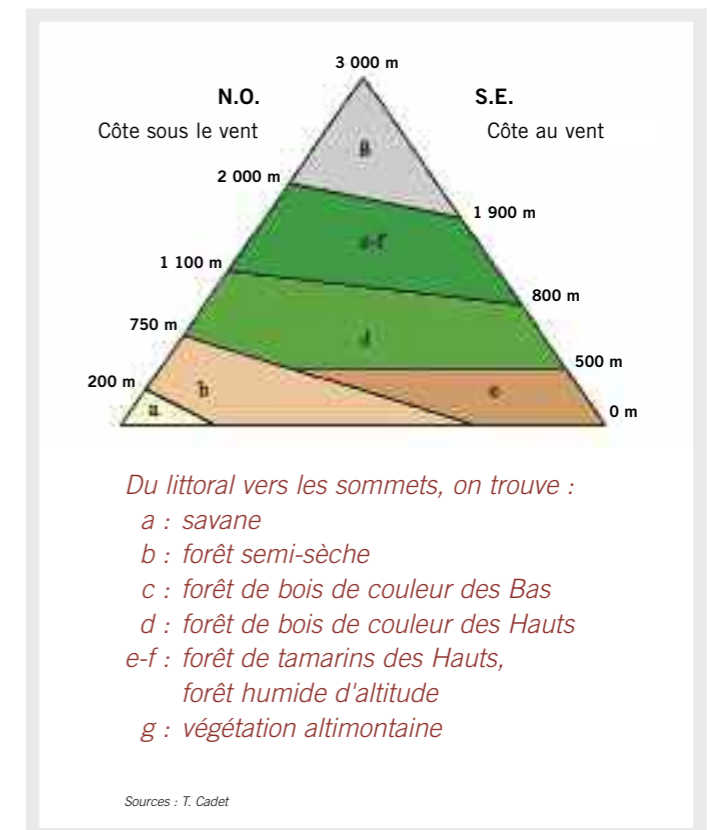 3 000 m
N.O.
S.E.
Côte sous le vent
Côte au vent
g
2 000 m
1 900 m
e-f
1 100 m
800 m
750 m
d
500 m
200 m
b
c
a
0 m
Du littoral vers les sommets, on trouve :
a : savane
b : forêt semi-sèche
c : forêt de bois de couleur des Bas
d : forêt de bois de couleur des Hauts
e-f : forêt de tamarins des Hauts,
forêt humide d'altitude
g : végétation altimontaine
Sources : T. Cadet